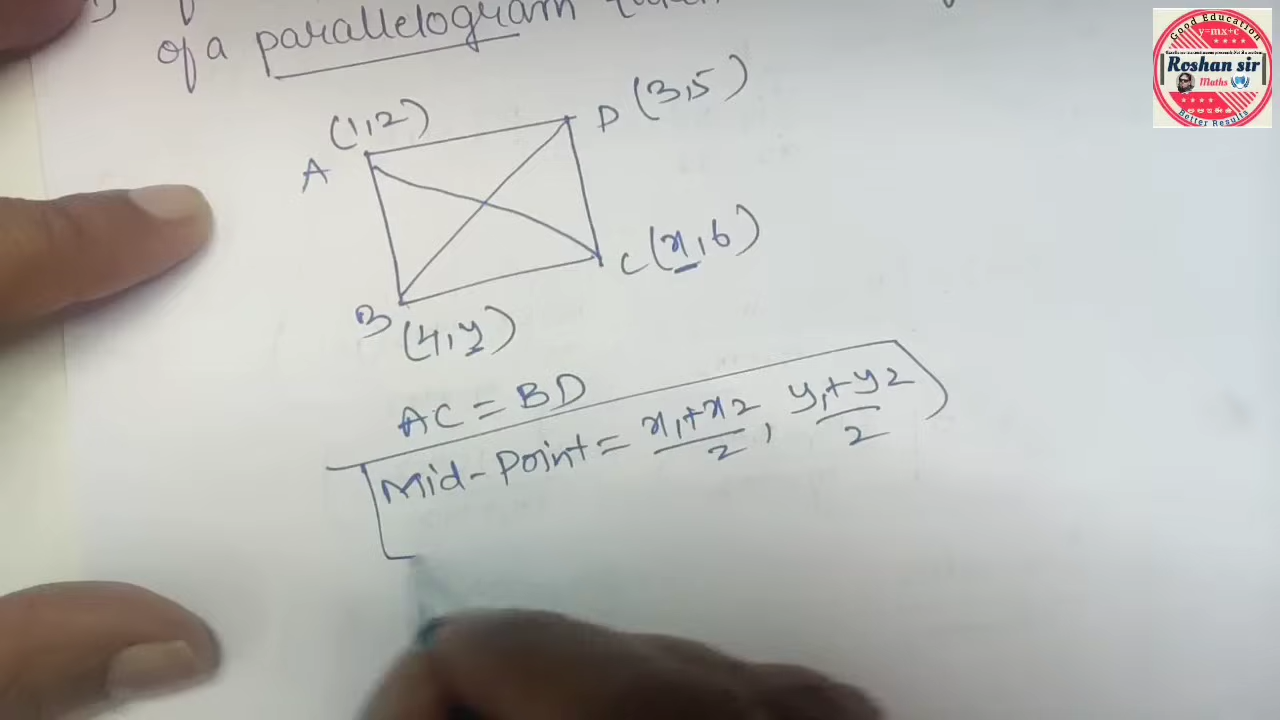 of a parallelogram
(1,2)
D (3,5)
A
C (x,6)
B (4,y)
AC = BD
Mid-Point = x₁+x₂/2, y₁+y₂/2
Good Education
y=mx+c
Roshan sir
Maths
Better Results